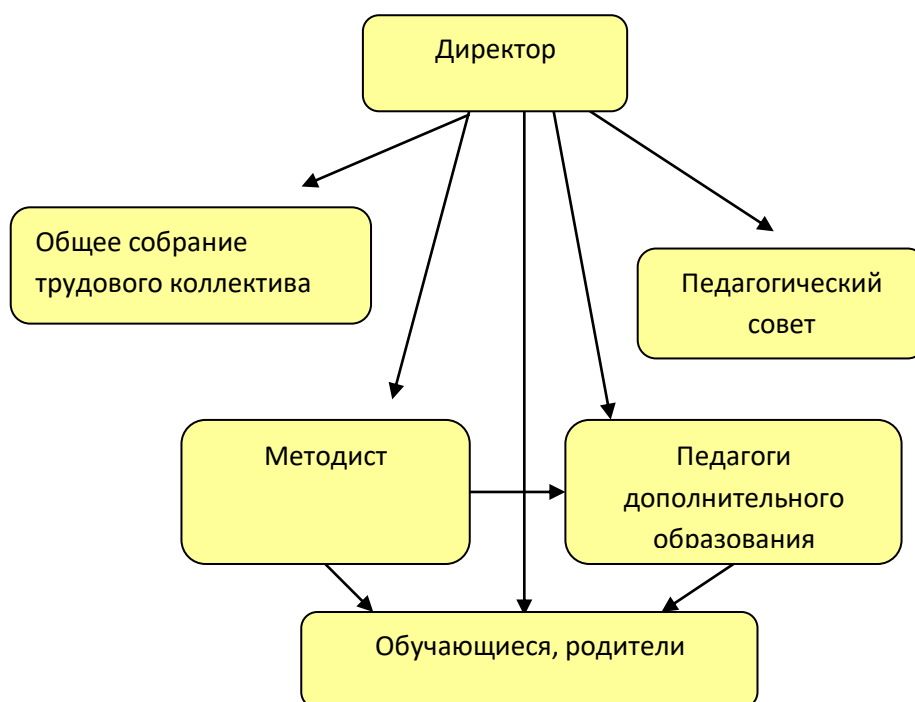 Директор
Общее собрание
трудового коллектива
Педагогический
совет
Методист
Педагоги
дополнительного
образования
Обучающиеся, родители